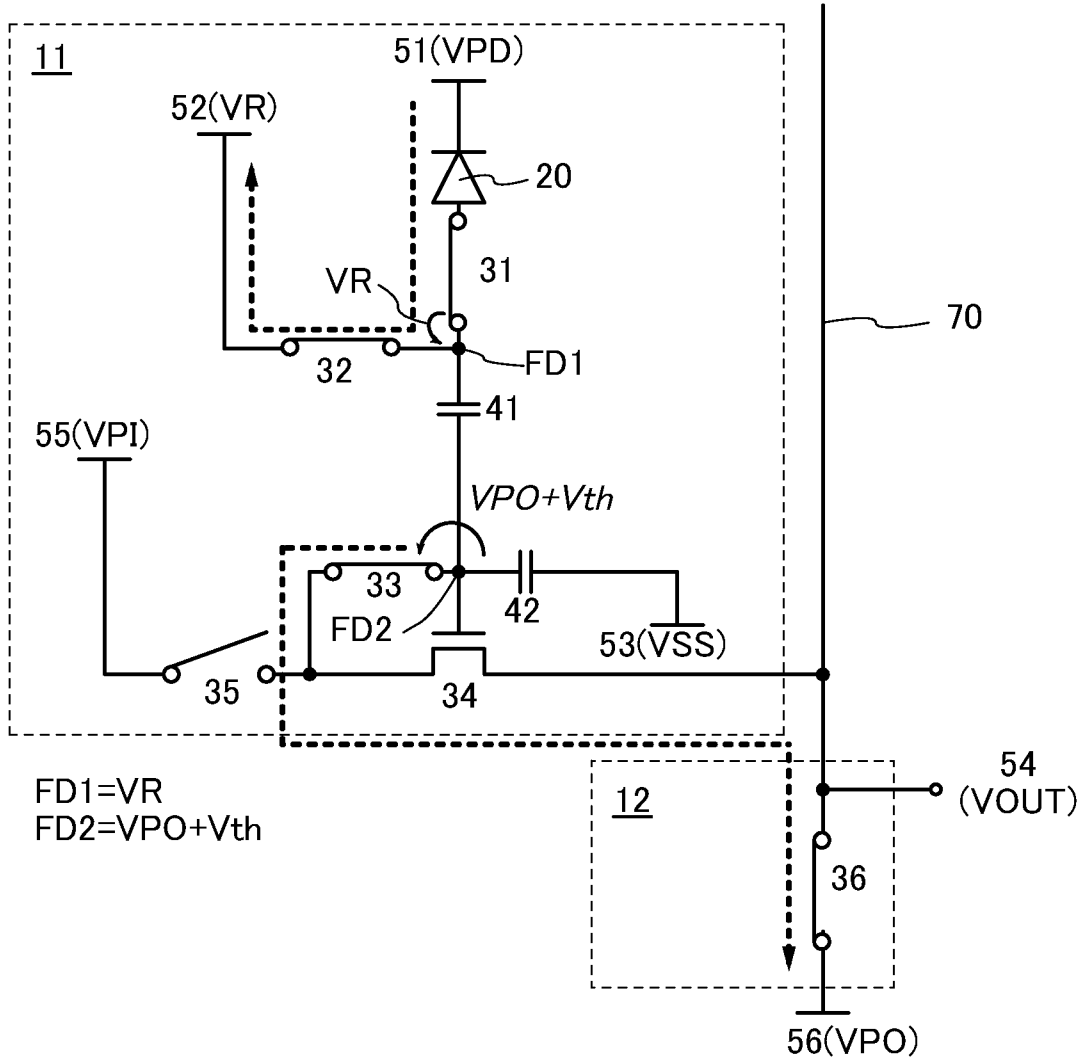 11
51(VPD)
52(VR)
20
31
VR
70
FD1
32
41
55(VPI)
VPO+Vth
33
42
FD2
53(VSS)
35
34
FD1=VR
FD2=VPO+Vth
54
(VOUT)
12
36
56(VPO)